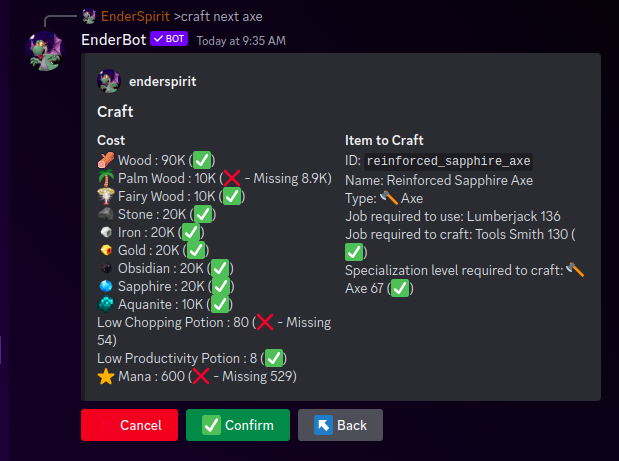 EnderSpirit >craft next axe
EnderBot ✓ BOT Today at 9:35 AM
enderspirit
Craft
Cost
Wood : 90K (✅)
Palm Wood : 10K (❌ - Missing 8.9K)
Fairy Wood : 10K (✅)
Stone : 20K (✅)
Iron : 20K (✅)
Gold : 20K (✅)
Obsidian : 20K (✅)
Sapphire : 20K (✅)
Aquanite : 10K (✅)
Low Chopping Potion : 80 (❌ - Missing
54)
Low Productivity Potion : 8 (✅)
Mana : 600 (❌ - Missing 529)
Item to Craft
ID: reinforced_sapphire_axe
Name: Reinforced Sapphire Axe
Type: 🪓 Axe
Job required to use: Lumberjack 136
Job required to craft: Tools Smith 130 (
✅)
Specialization level required to craft: 🪓
Axe 67 (✅)
Cancel
✅ Confirm
↖ Back